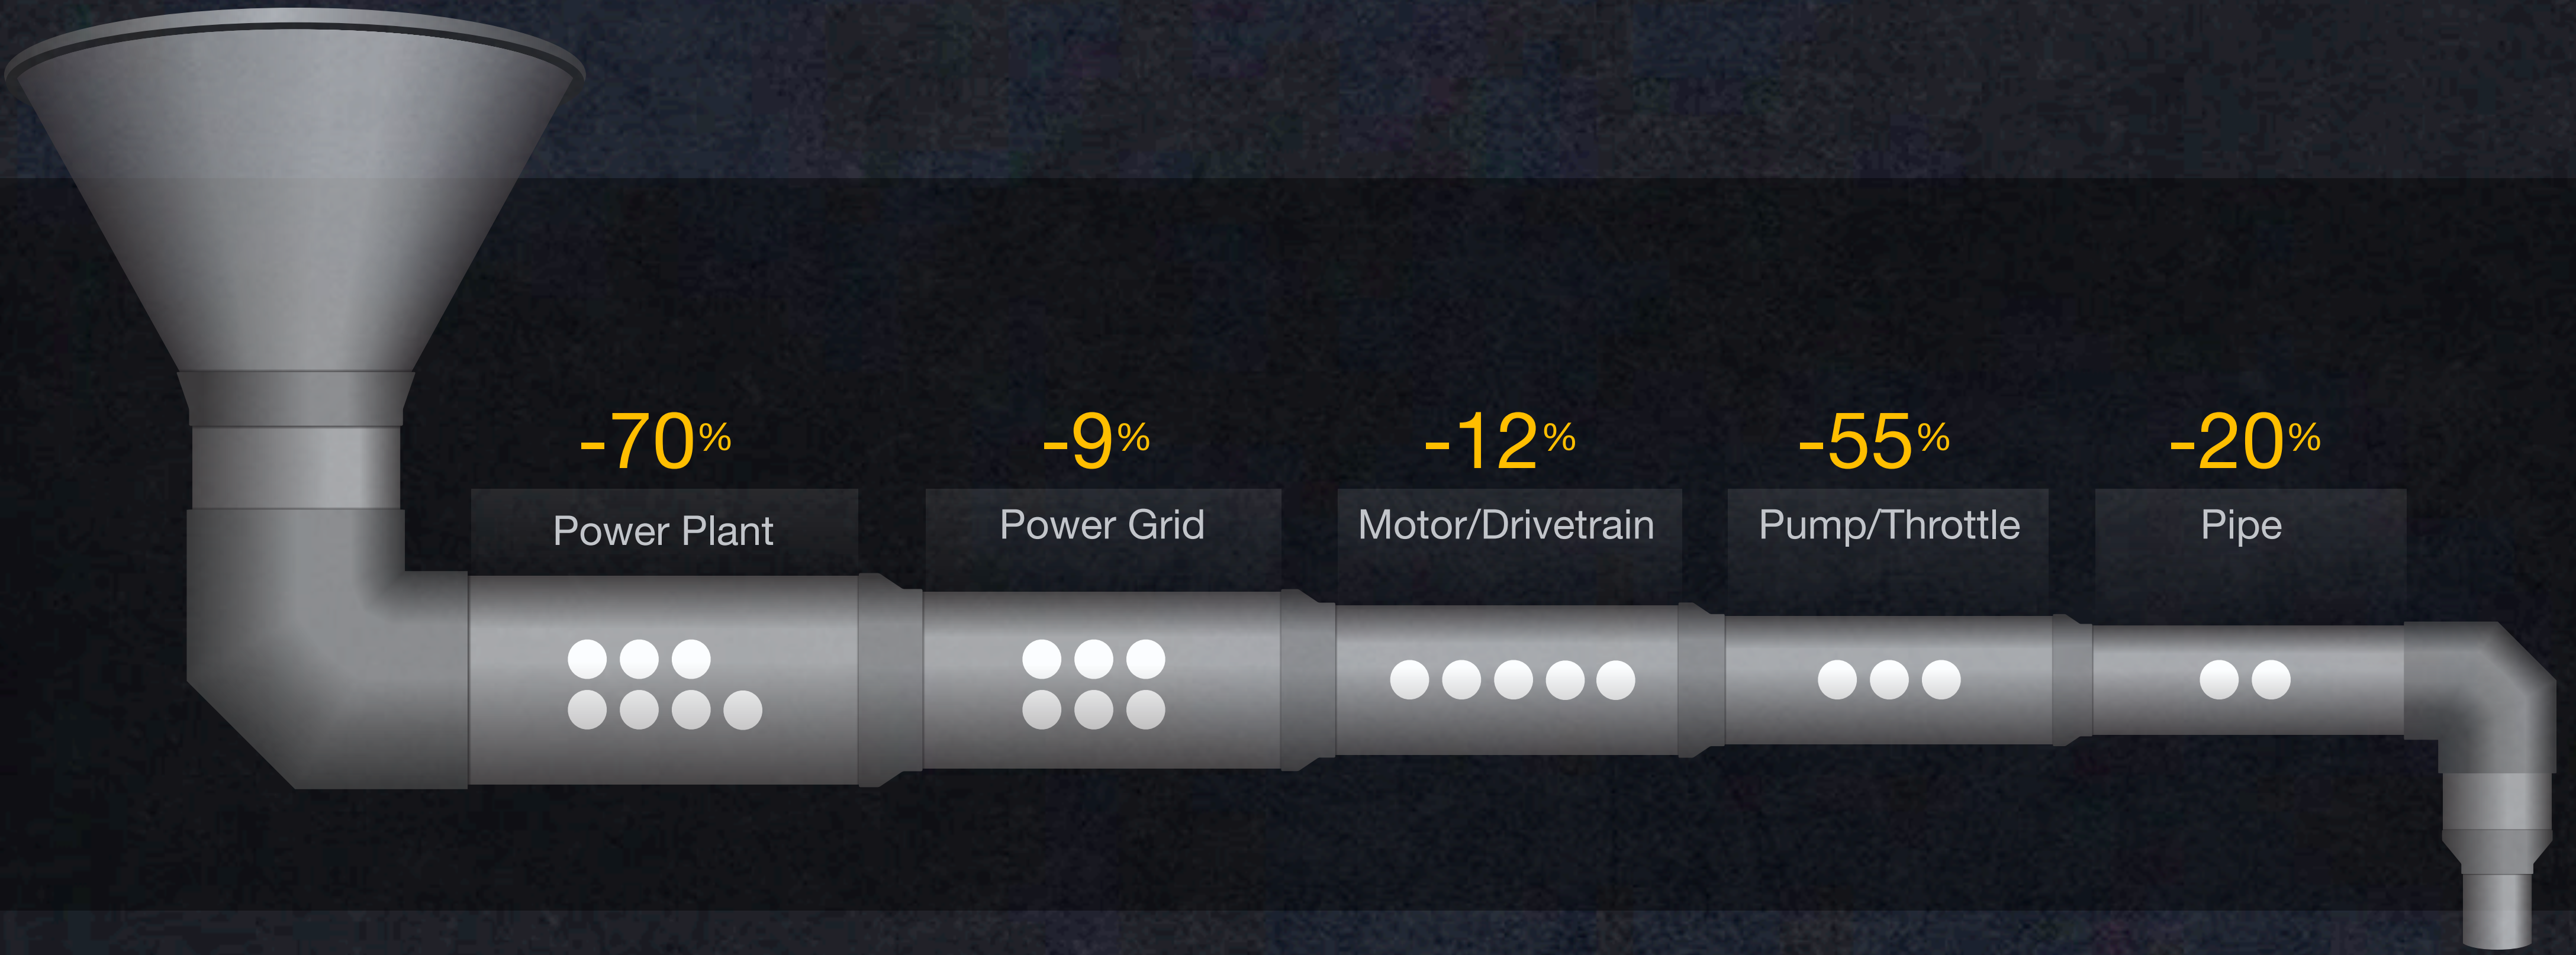 -70% -9% -12% -55% -20%
Power Plant Power Grid Motor/Drivetrain Pump/Throttle Pipe